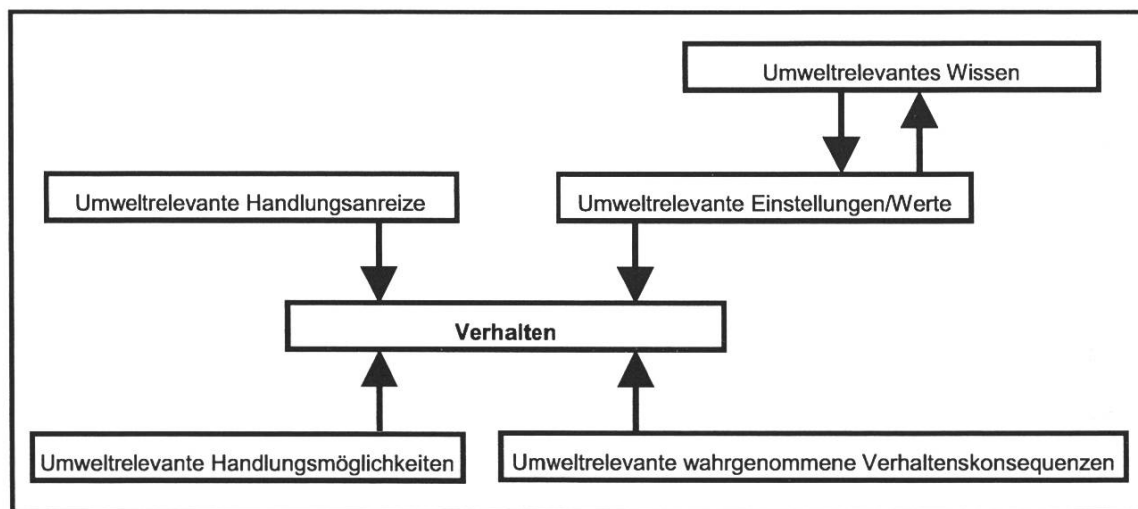 Umweltrelevantes Wissen
Umweltrelevante Handlungsanreize
Umweltrelevante Einstellungen/Werte
Verhalten
Umweltrelevante Handlungsmöglichkeiten
Umweltrelevante wahrgenommene Verhaltenskonsequenzen